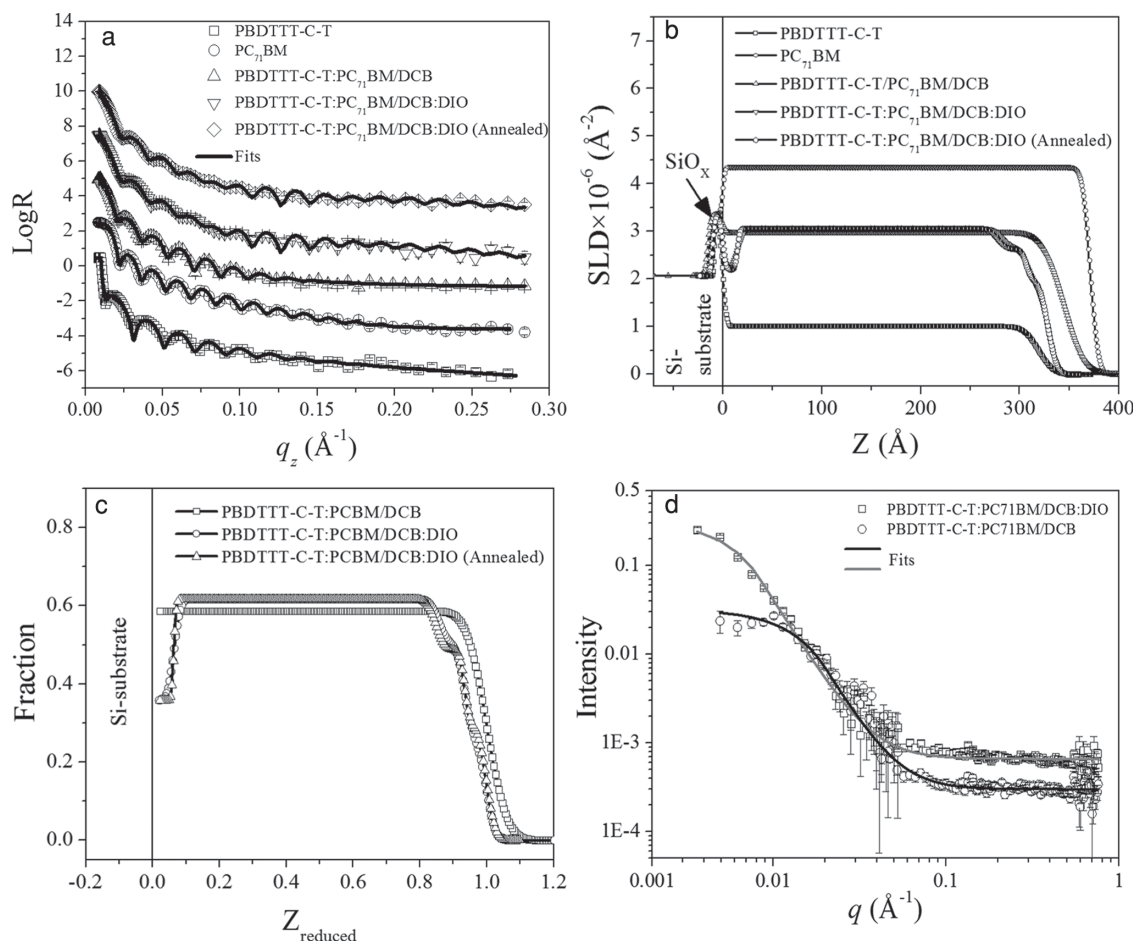 a
PBDTTT-C-T
PC71BM
PBDTTT-C-T:PC71BM/DCB
PBDTTT-C-T:PC71BM/DCB:DIO
PBDTTT-C-T:PC71BM/DCB:DIO (Annealed)
Fits
14
12
10
8
6
4
2
0
-2
-4
-6
LogR
0.00 0.05 0.10 0.15 0.20 0.25 0.30
qz (Å-1)
b
PBDTTT-C-T
PC71BM
PBDTTT-C-T/PC71BM/DCB
PBDTTT-C-T:PC71BM/DCB:DIO
PBDTTT-C-T:PC71BM/DCB:DIO (Annealed)
SiOX
Si-
substrate
7
6
5
4
3
2
1
0
SLD×10-6 (Å-2)
-50 0 100 200 300 400
Z (Å)
c
PBDTTT-C-T:PCBM/DCB
PBDTTT-C-T:PCBM/DCB:DIO
PBDTTT-C-T:PCBM/DCB:DIO (Annealed)
Si-substrate
0.8
0.6
0.4
0.2
0.0
Fraction
-0.2 0.0 0.2 0.4 0.6 0.8 1.0 1.2
Zreduced
d
PBDTTT-C-T:PC71BM/DCB:DIO
PBDTTT-C-T:PC71BM/DCB
Fits
0.5
0.1
0.01
1E-3
1E-4
Intensity
0.001 0.01 0.1 1
q (Å-1)